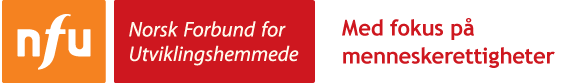 nfu
Norsk Forbund for
Utviklingshemmede
Med fokus på
menneskerettigheter